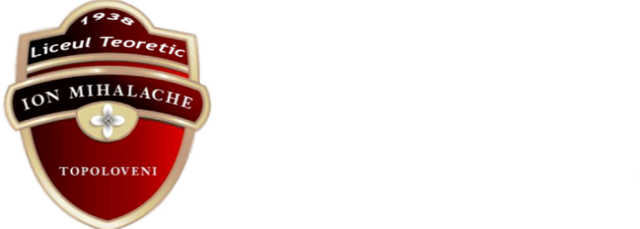 1938
Liceul Teoretic
ION MIHALACHE
TOPOLOVENI